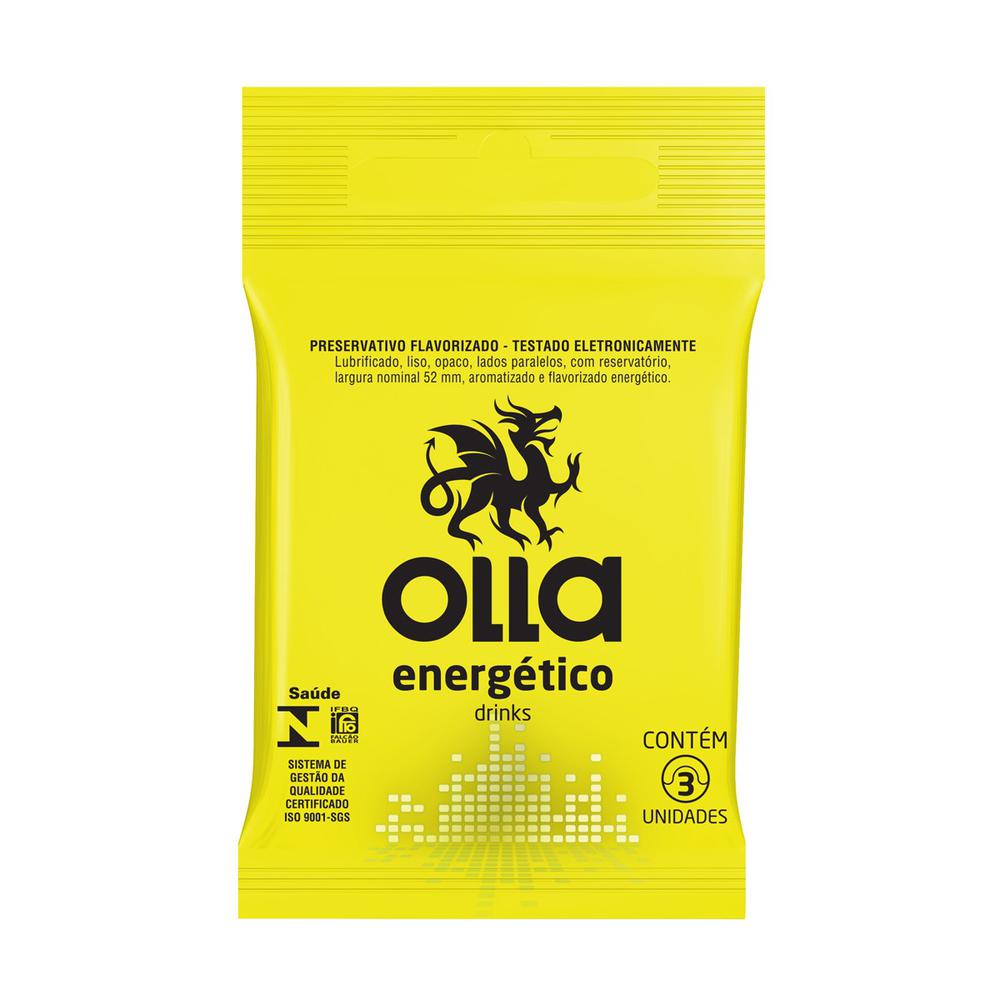 PRESERVATIVO FLAVORIZADO - TESTADO ELETRONICAMENTE
Lubrificado, liso, opaco, lados paralelos, com reservatório,
largura nominal 52 mm, aromatizado e flavorizado energético.
olla
energético
drinks
Saúde
IFBQ
FALCÃO
BAUER
SISTEMA DE
GESTÃO DA
QUALIDADE
CERTIFICADO
ISO 9001-SGS
CONTÉM
3
UNIDADES